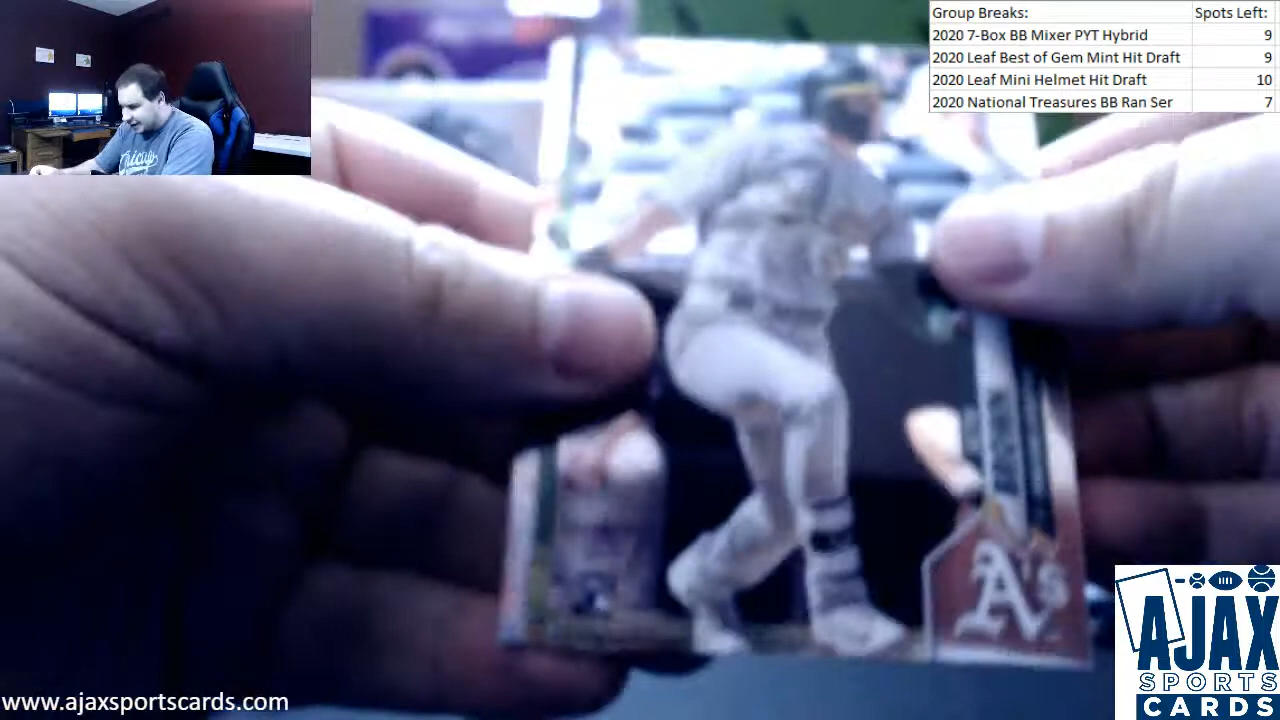 Group Breaks: Spots Left:
2020 7-Box BB Mixer PYT Hybrid 9
2020 Leaf Best of Gem Mint Hit Draft 9
2020 Leaf Mini Helmet Hit Draft 10
2020 National Treasures BB Ran Ser 7
Chicago
A's
www.ajaxsportscards.com
AJAX
SPORTS
CARDS